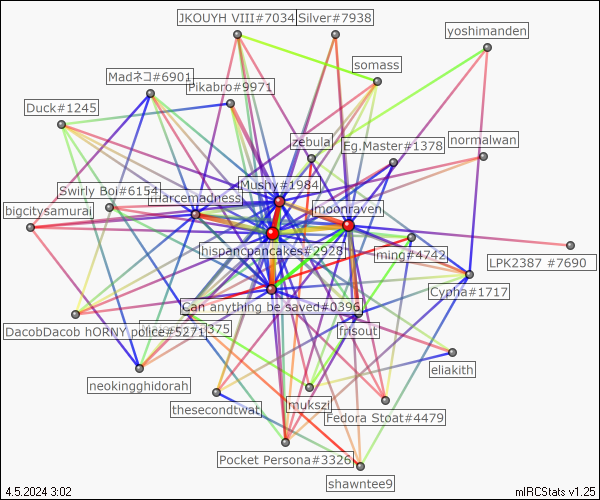 JKOUYH VIII#7034
Silver#7938
yoshimanden
somass
Madネコ#6901
Pikabro#9971
Duck#1245
zebula
Eg.Master#1378
normalwan
Mushy#1984
Swirly Boi#6154
marcemadness
moonraven
bigcitysamurai
hispancpancakes#2928
ming#4742
LPK2387 #7690
Cypha#1717
Can anything be saved#0396
DacobDacob hORNY police#5271
375
frisout
eliakith
neokingghidorah
mukszi
thesecondtwat
Fedora Stoat#4479
Pocket Persona#3326
shawntee9
4.5.2024 3:02
mIRCStats v1.25